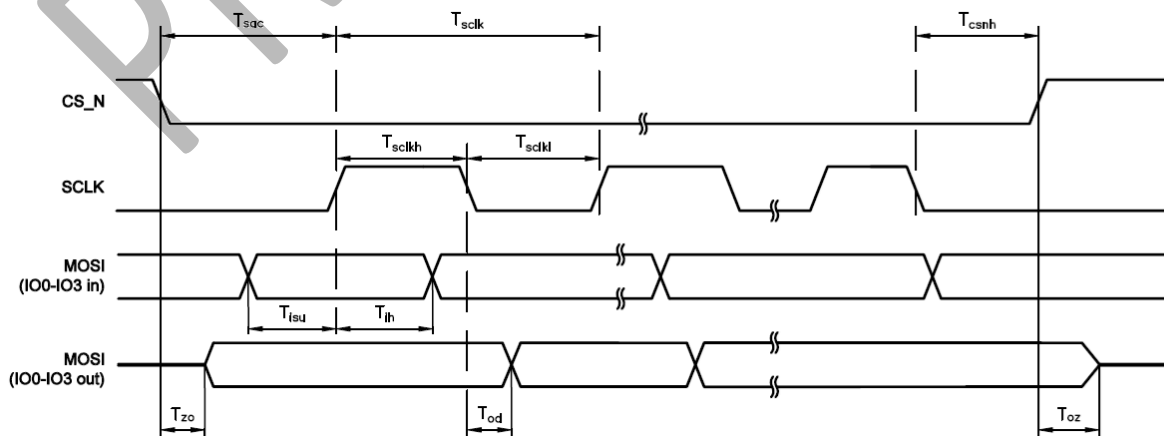 Tsac
Tsclk
Tcsnh
CS_N
Tsclkh
Tsclkl
SCLK
MOSI
(IO0-IO3 in)
Tisu
Tih
MOSI
(IO0-IO3 out)
Tzo
Tod
Toz